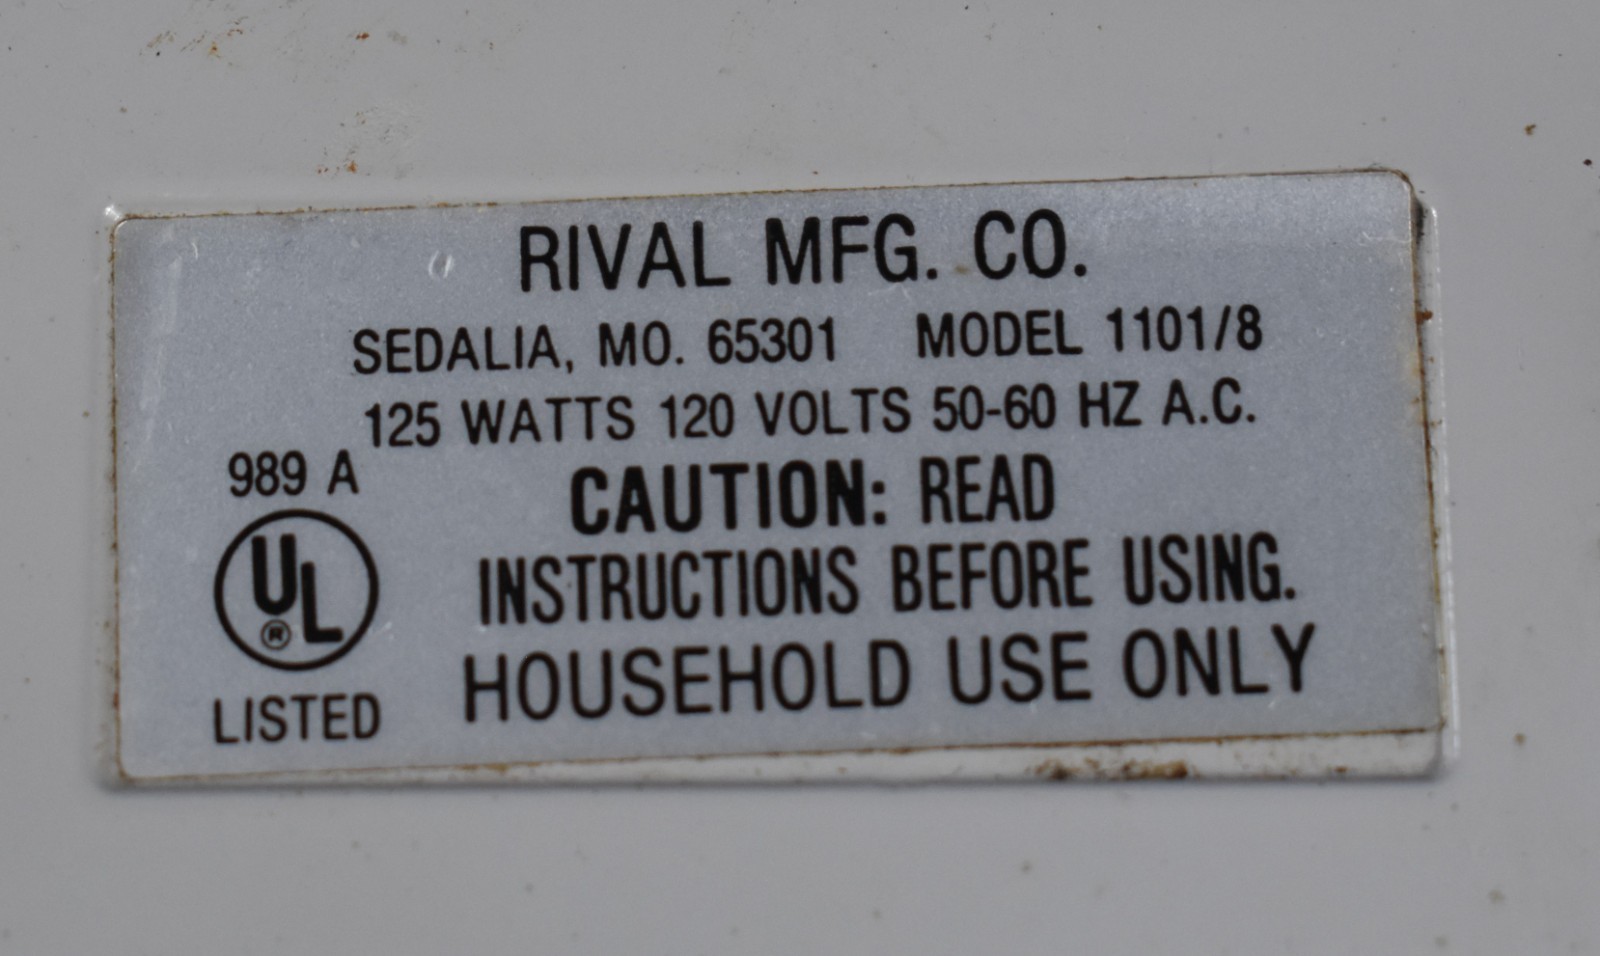 RIVAL MFG. CO.
SEDALIA, MO. 65301 MODEL 1101/8
125 WATTS 120 VOLTS 50-60 HZ A.C.
989 A
CAUTION: READ
INSTRUCTIONS BEFORE USING.
HOUSEHOLD USE ONLY
UL
®
LISTED